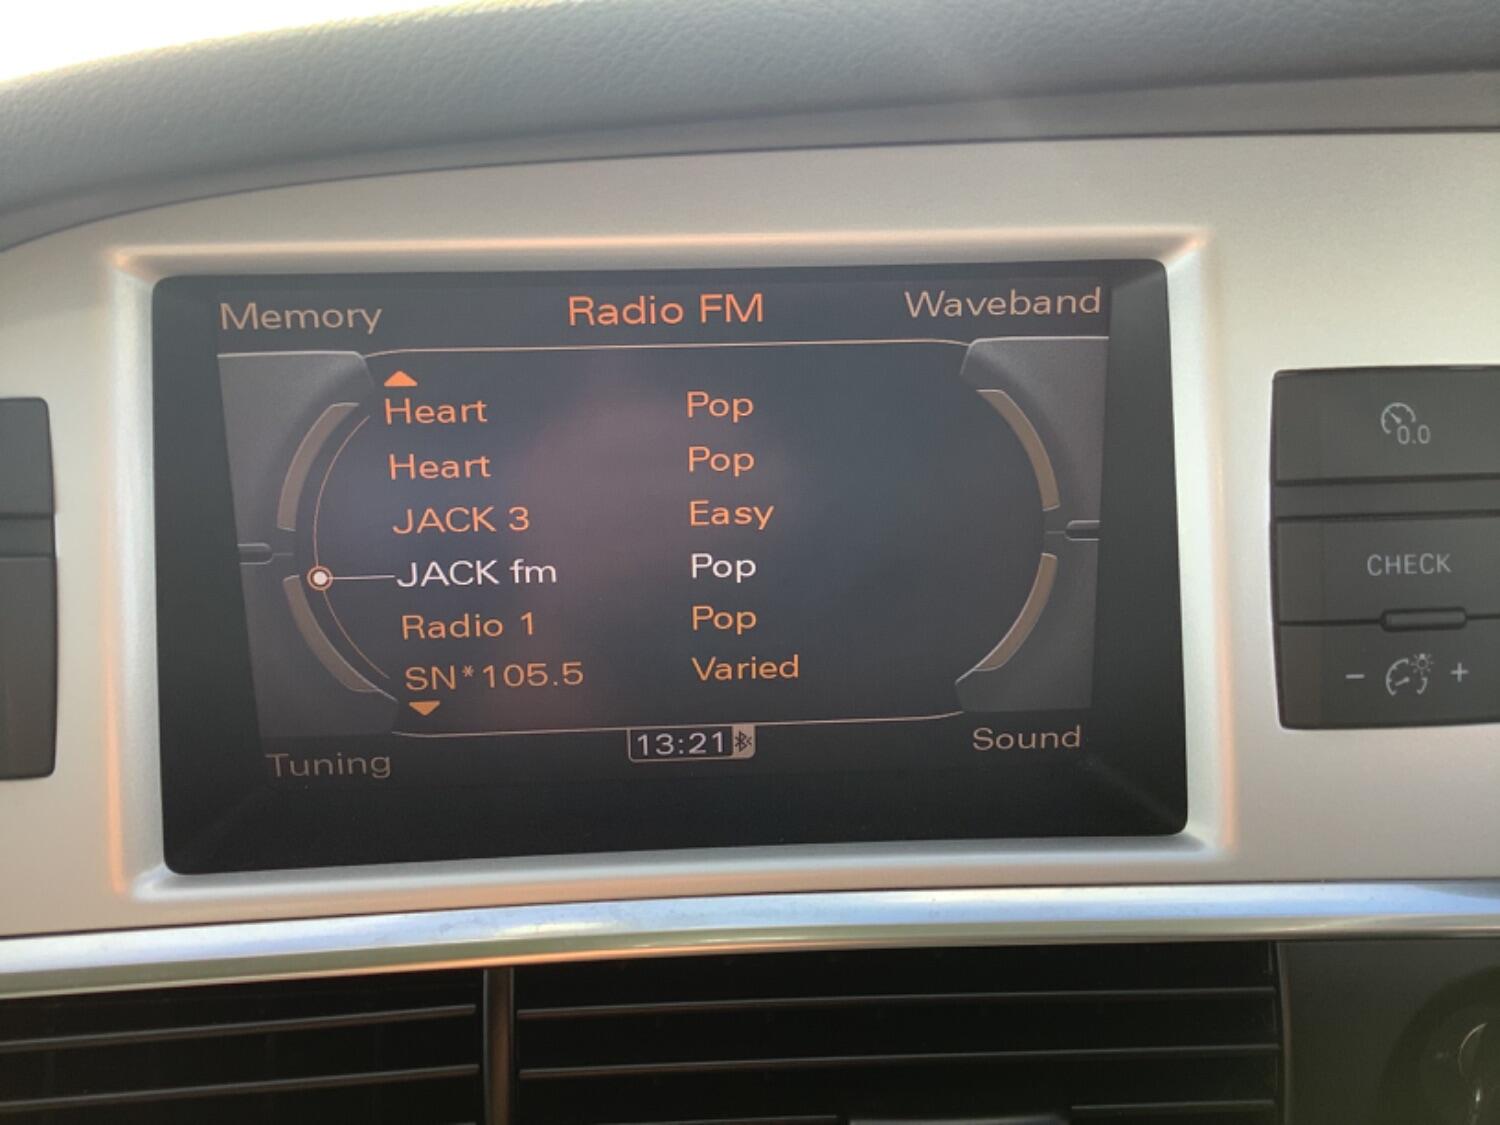 Memory Radio FM Waveband
Heart Pop
Heart Pop
JACK 3 Easy
JACK fm Pop
Radio 1 Pop
SN*105.5 Varied
Tuning 13:21 Sound
0.0
CHECK
- +